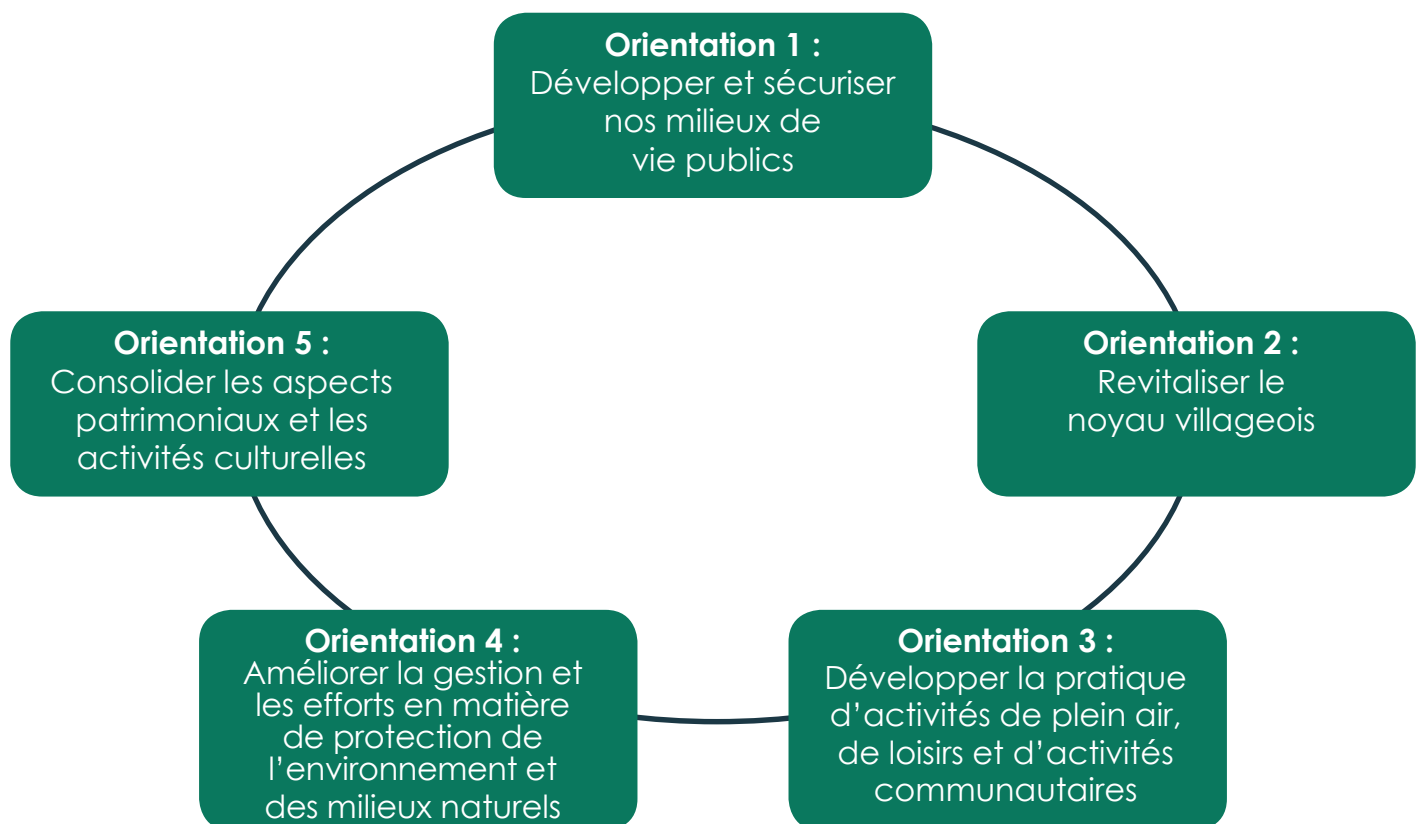 Orientation 1 :
Développer et sécuriser
nos milieux de
vie publics
Orientation 2 :
Revitaliser le
noyau villageois
Orientation 3 :
Développer la pratique
d’activités de plein air,
de loisirs et d’activités
communautaires
Orientation 4 :
Améliorer la gestion et
les efforts en matière
de protection de
l’environnement et
des milieux naturels
Orientation 5 :
Consolider les aspects
patrimoniaux et les
activités culturelles